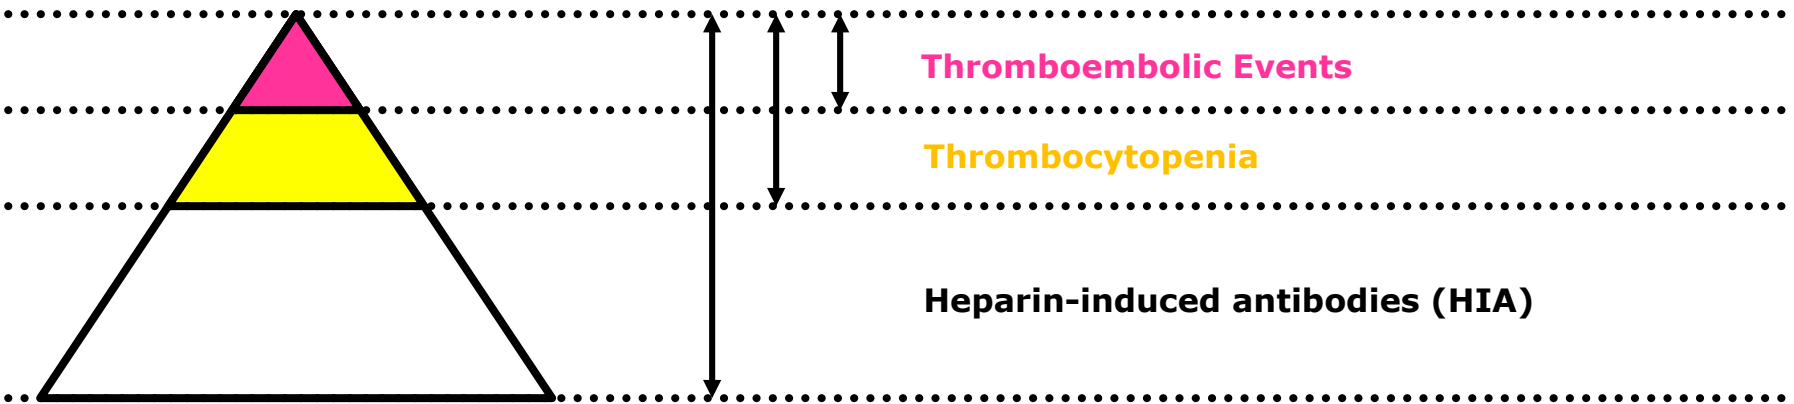 Thromboembolic Events
Thrombocytopenia
Heparin-induced antibodies (HIA)